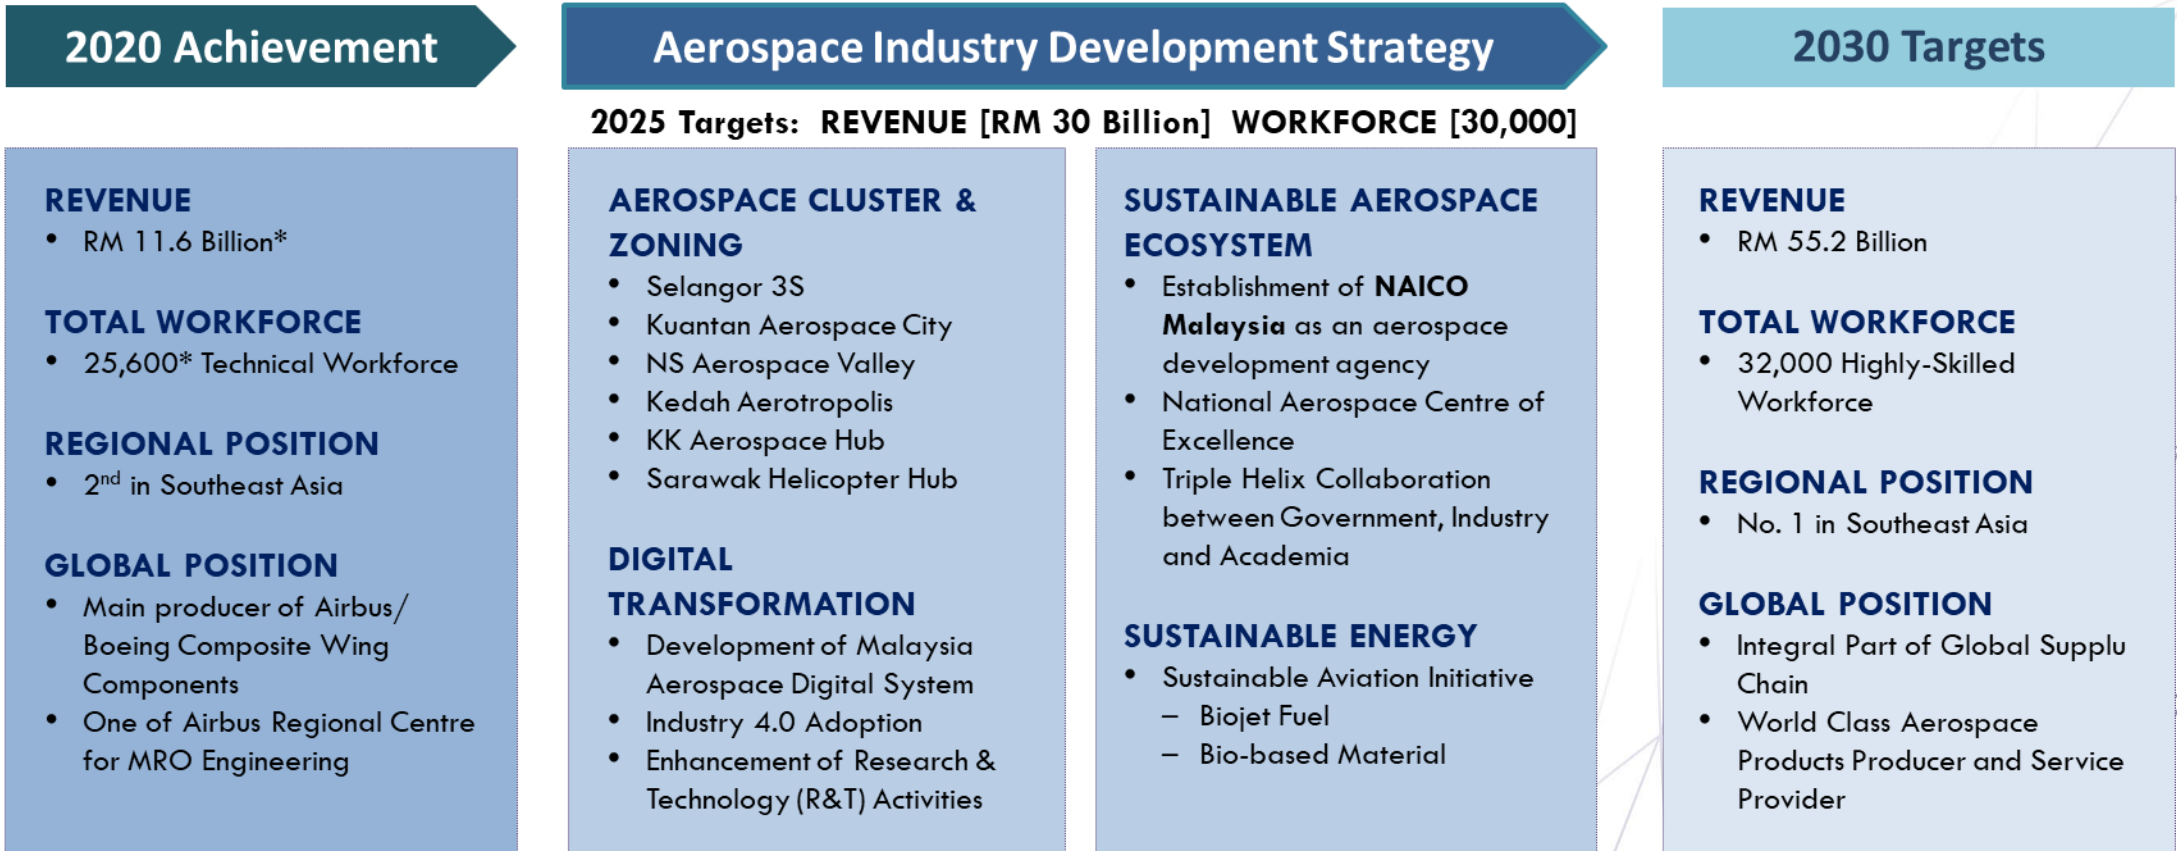 2020 Achievement
Aerospace Industry Development Strategy
2030 Targets
2025 Targets: REVENUE [RM 30 Billion] WORKFORCE [30,000]
REVENUE
• RM 11.6 Billion*
TOTAL WORKFORCE
• 25,600* Technical Workforce
REGIONAL POSITION
• 2nd in Southeast Asia
GLOBAL POSITION
• Main producer of Airbus/
Boeing Composite Wing
Components
• One of Airbus Regional Centre
for MRO Engineering
AEROSPACE CLUSTER &
ZONING
• Selangor 3S
• Kuantan Aerospace City
• NS Aerospace Valley
• Kedah Aerotropolis
• KK Aerospace Hub
• Sarawak Helicopter Hub
DIGITAL
TRANSFORMATION
• Development of Malaysia
Aerospace Digital System
• Industry 4.0 Adoption
• Enhancement of Research &
Technology (R&T) Activities
SUSTAINABLE AEROSPACE
ECOSYSTEM
• Establishment of NAICO
Malaysia as an aerospace
development agency
• National Aerospace Centre of
Excellence
• Triple Helix Collaboration
between Government, Industry
and Academia
SUSTAINABLE ENERGY
• Sustainable Aviation Initiative
– Biojet Fuel
– Bio-based Material
REVENUE
• RM 55.2 Billion
TOTAL WORKFORCE
• 32,000 Highly-Skilled
Workforce
REGIONAL POSITION
• No. 1 in Southeast Asia
GLOBAL POSITION
• Integral Part of Global Supplu
Chain
• World Class Aerospace
Products Producer and Service
Provider